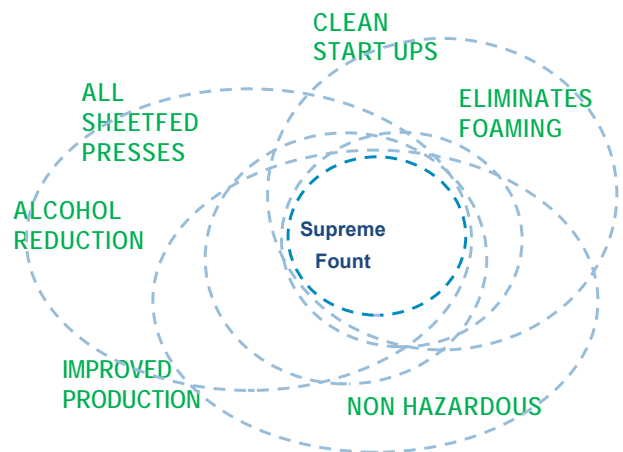 CLEAN
START UPS
ALL
SHEETFED
PRESSES
ELIMINATES
FOAMING
ALCOHOL
REDUCTION
Supreme
Fount
IMPROVED
PRODUCTION
NON HAZARDOUS